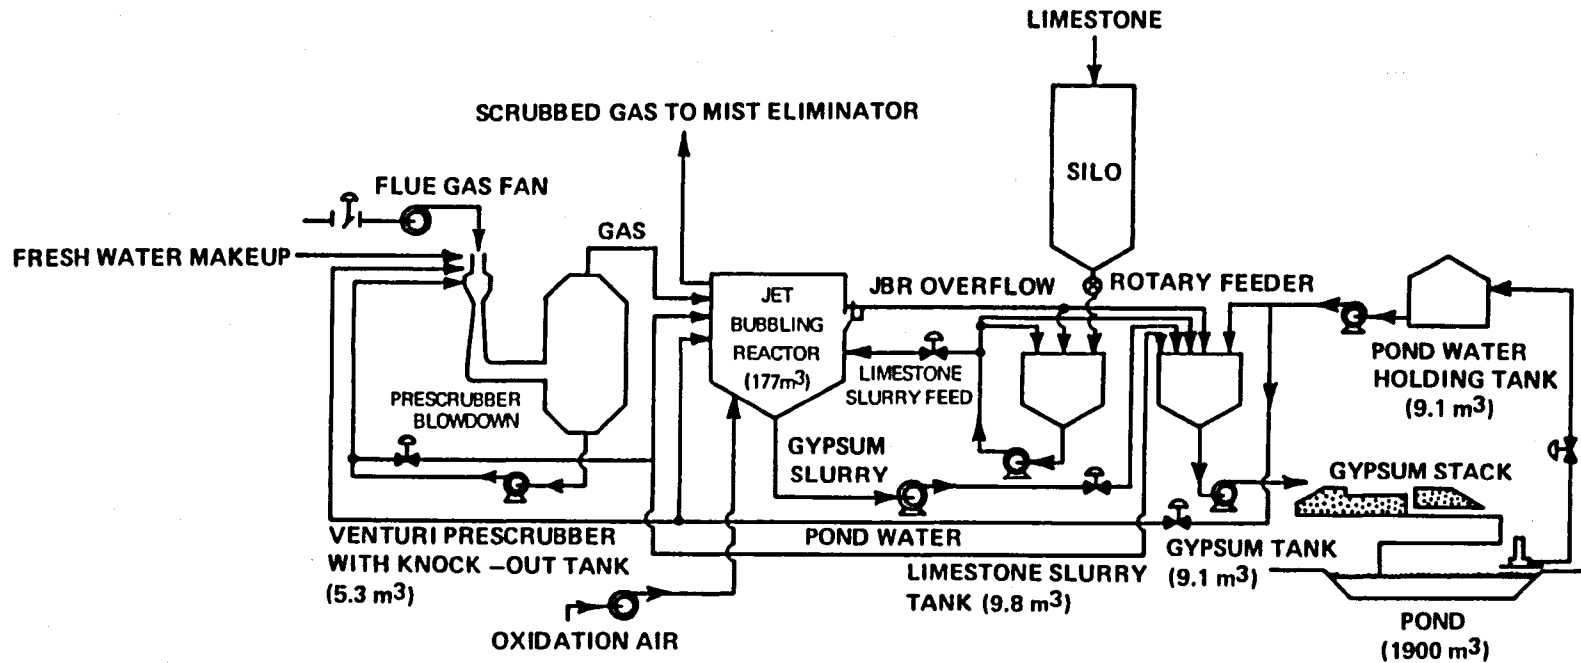 LIMESTONE
SCRUBBED GAS TO MIST ELIMINATOR
SILO
FLUE GAS FAN
GAS
FRESH WATER MAKEUP
JET
BUBBLING
REACTOR
(177m³)
JBR OVERFLOW
ROTARY FEEDER
LIMESTONE
SLURRY FEED
POND WATER
HOLDING TANK
(9.1 m³)
PRESCRUBBER
BLOWDOWN
GYPSUM
SLURRY
GYPSUM STACK
VENTURI PRESCRUBBER
WITH KNOCK –OUT TANK
(5.3 m³)
POND WATER
GYPSUM TANK
(9.1 m³)
LIMESTONE SLURRY
TANK (9.8 m³)
OXIDATION AIR
POND
(1900 m³)